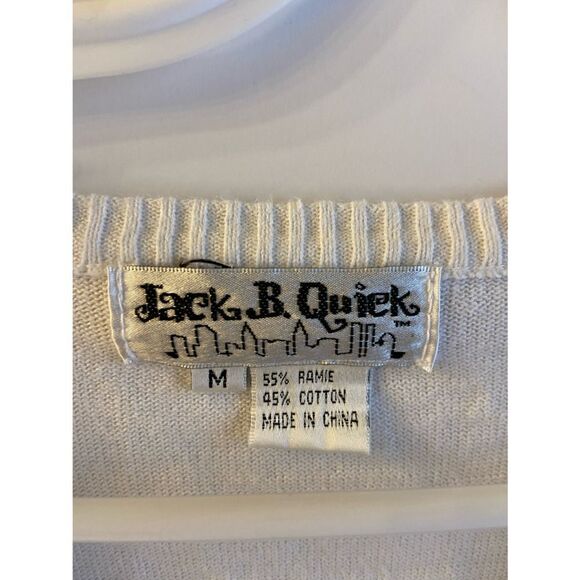 Jack. B. Quick
TM
M
55% RAMIE
45% COTTON
MADE IN CHINA